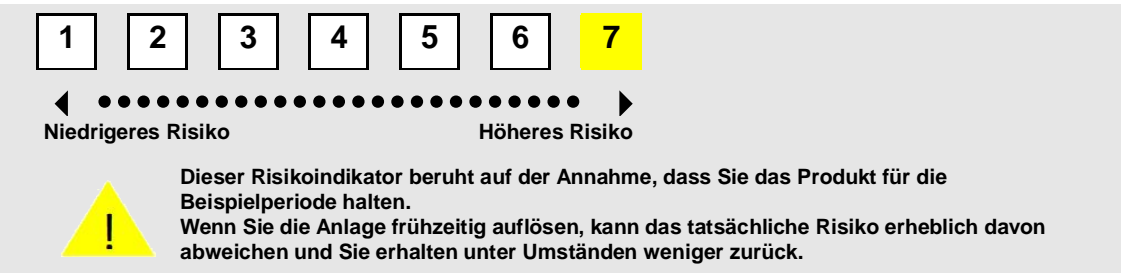 1 2 3 4 5 6 7
Niedrigeres Risiko Höheres Risiko
Dieser Risikoindikator beruht auf der Annahme, dass Sie das Produkt für die
Beispielperiode halten.
Wenn Sie die Anlage frühzeitig auflösen, kann das tatsächliche Risiko erheblich davon
abweichen und Sie erhalten unter Umständen weniger zurück.
!